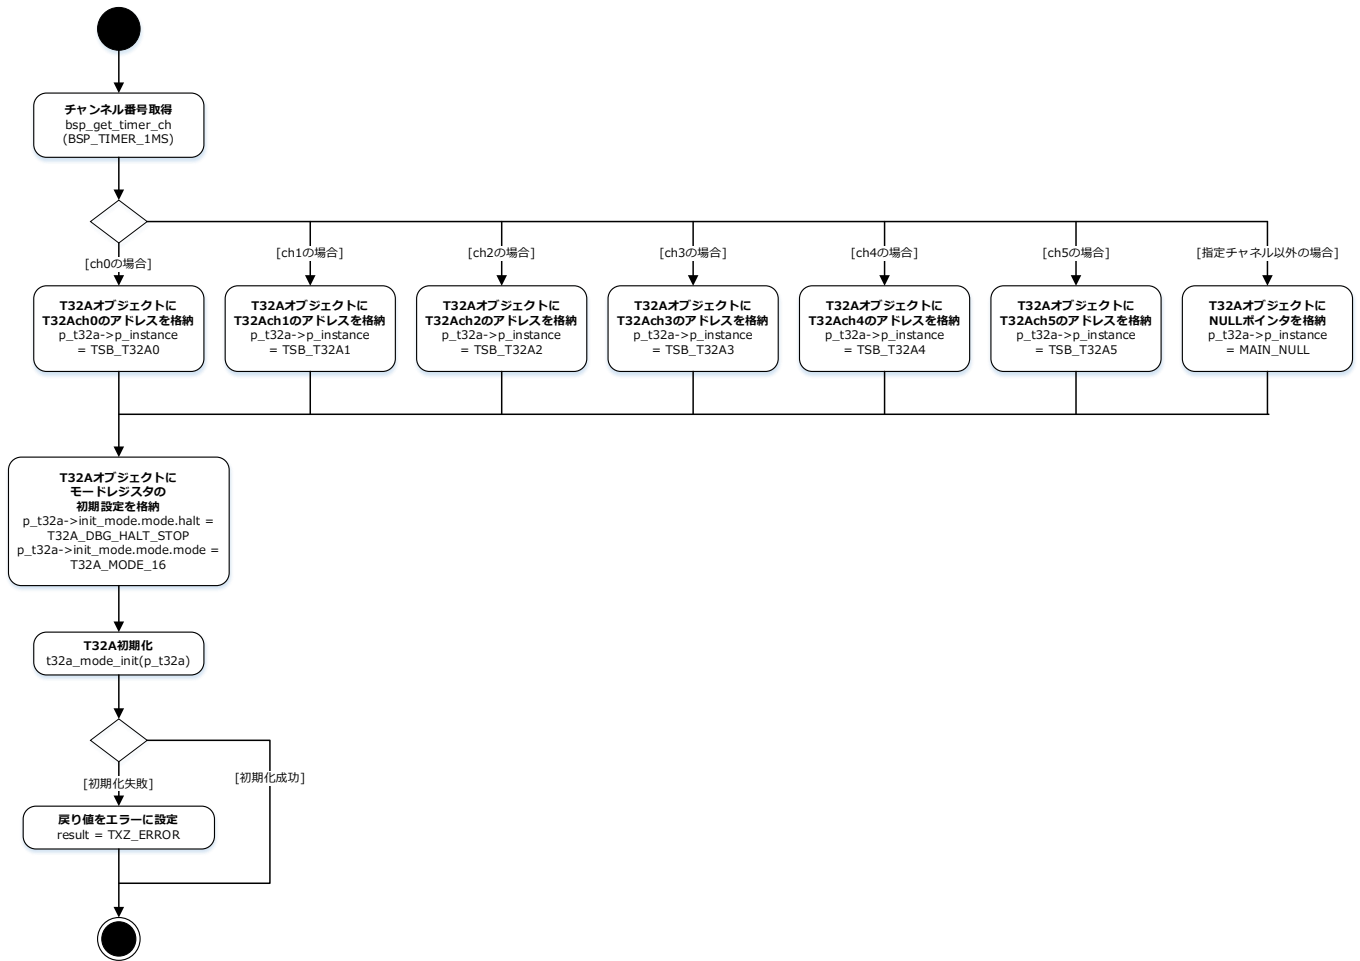 チャンネル番号取得
bsp_get_timer_ch
(BSP_TIMER_1MS)
[ch0の場合]
[ch1の場合]
[ch2の場合]
[ch3の場合]
[ch4の場合]
[ch5の場合]
[指定チャネル以外の場合]
T32Aオブジェクトに
T32Ach0のアドレスを格納
p_t32a->p_instance
= TSB_T32A0
T32Aオブジェクトに
T32Ach1のアドレスを格納
p_t32a->p_instance
= TSB_T32A1
T32Aオブジェクトに
T32Ach2のアドレスを格納
p_t32a->p_instance
= TSB_T32A2
T32Aオブジェクトに
T32Ach3のアドレスを格納
p_t32a->p_instance
= TSB_T32A3
T32Aオブジェクトに
T32Ach4のアドレスを格納
p_t32a->p_instance
= TSB_T32A4
T32Aオブジェクトに
T32Ach5のアドレスを格納
p_t32a->p_instance
= TSB_T32A5
T32Aオブジェクトに
NULLポインタを格納
p_t32a->p_instance
= MAIN_NULL
T32Aオブジェクトに
モードレジスタの
初期設定を格納
p_t32a->init_mode.mode.halt =
T32A_DBG_HALT_STOP
p_t32a->init_mode.mode.mode =
T32A_MODE_16
T32A初期化
t32a_mode_init(p_t32a)
[初期化失敗]
[初期化成功]
戻り値をエラーに設定
result = TXZ_ERROR